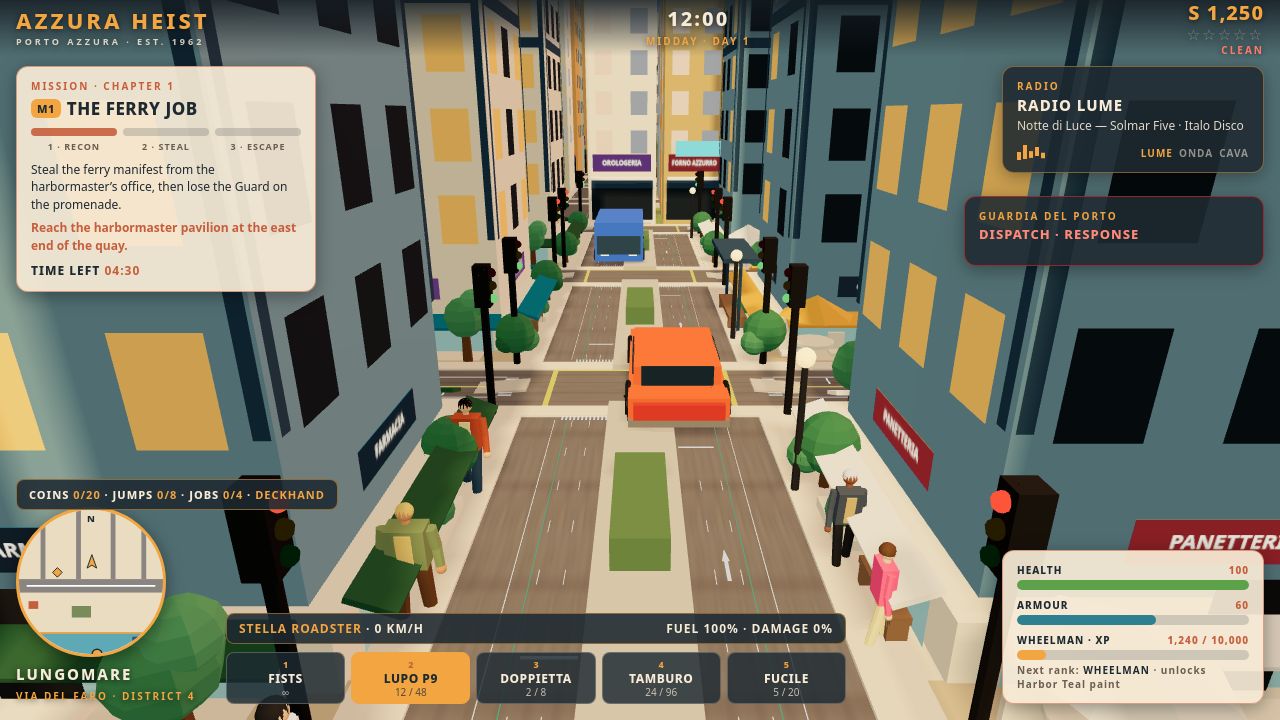 AZZURA HEIST
PORTO AZZURA · EST. 1962
12:00
MIDDAY · DAY 1
S 1,250
☆☆☆☆☆
CLEAN
MISSION · CHAPTER 1
M1 THE FERRY JOB
1 · RECON 2 · STEAL 3 · ESCAPE
Steal the ferry manifest from the
harbormaster's office, then lose the Guard on
the promenade.
Reach the harbormaster pavilion at the east
end of the quay.
TIME LEFT 04:30
RADIO
RADIO LUME
Notte di Luce — Solmar Five · Italo Disco
LUME ONDA CAVA
GUARDIA DEL PORTO
DISPATCH · RESPONSE
OROLOGERIA
FORNO AZZURRO
FARMACIA
PANETTERIA
PANETTERI
COINS 0/20 · JUMPS 0/8 · JOBS 0/4 · DECKHAND
N
LUNGOMARE
VIA DEL FARO · DISTRICT 4
STELLA ROADSTER · 0 KM/H
FUEL 100% · DAMAGE 0%
1
FISTS
∞
2
LUPO P9
12 / 48
3
DOPPIETTA
2 / 8
4
TAMBURO
24 / 96
5
FUCILE
5 / 20
HEALTH 100
ARMOUR 60
WHEELMAN · XP 1,240 / 10,000
Next rank: WHEELMAN · unlocks
Harbor Teal paint